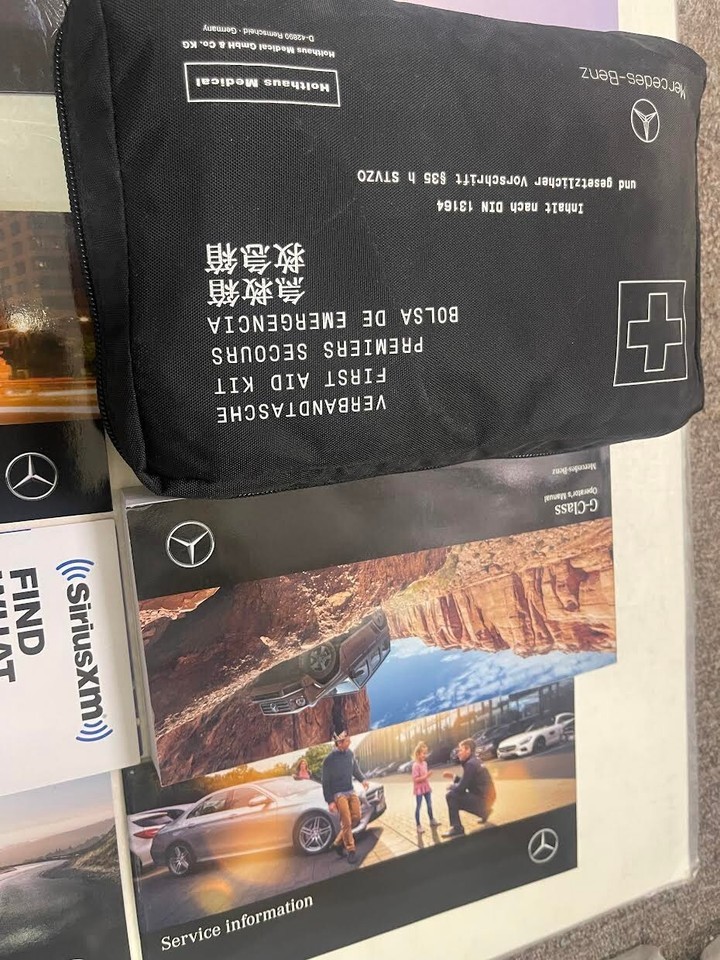 Mercedes-Benz
Holthaus Medical
Holthaus Medical GmbH & Co. KG
D-42899 Remscheid · Germany
VERBANDTASCHE
FIRST AID KIT
PREMIERS SECOURS
BOLSA DE EMERGENCIA
急救箱
救急箱
Inhalt nach DIN 13164
und gesetzlicher Vorschrift §35 h STVZO
G-Class
Operator's Manual
Mercedes-Benz
SiriusXm
FIND
WHAT
Service information